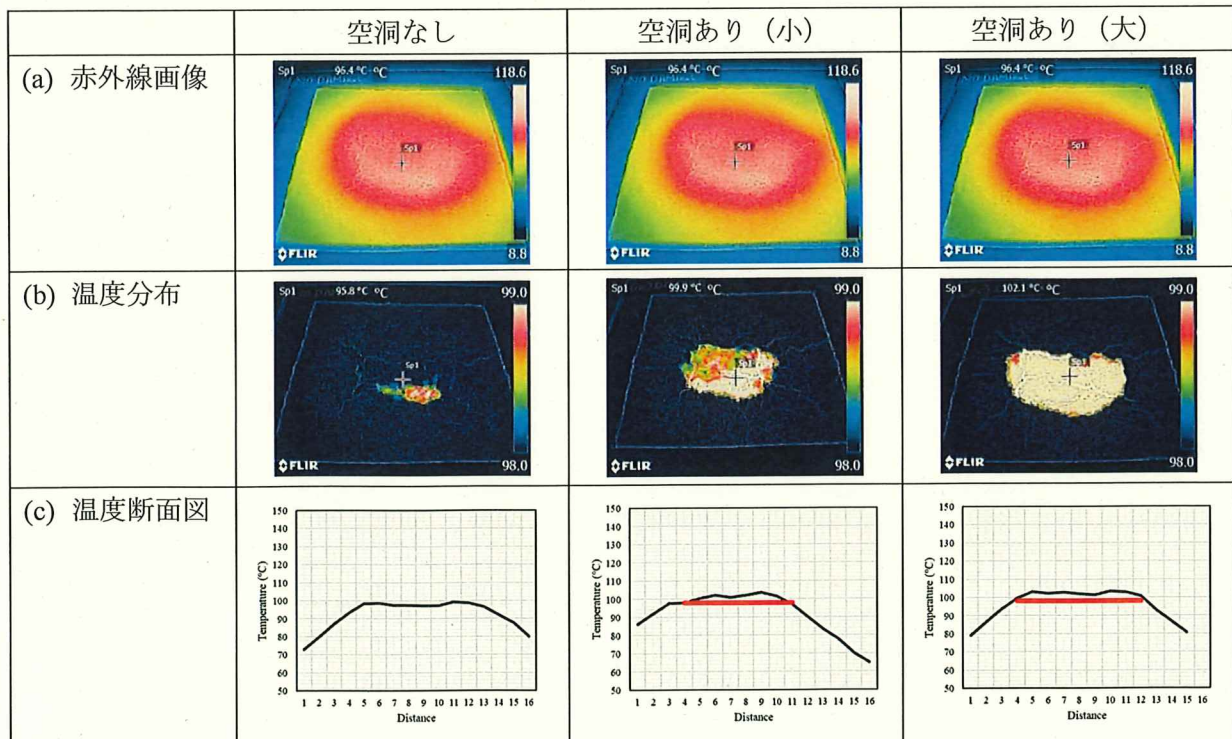 空洞なし 空洞あり（小） 空洞あり（大）
(a) 赤外線画像
Sp1 96.4 °C °C 118.6
Sp1
FLIR 8.8
Sp1 96.4 °C °C 118.6
Sp1
FLIR 8.8
Sp1 96.4 °C °C 118.6
Sp1
FLIR 8.8
(b) 温度分布
Sp1 95.8 °C °C 99.0
Sp1
FLIR 98.0
Sp1 99.9 °C °C 99.0
Sp1
FLIR 98.0
Sp1 102.1 °C °C 99.0
Sp1
FLIR 98.0
(c) 温度断面図
150
140
130
120
110
100
90
80
70
60
50
Temperature (°C)
1 2 3 4 5 6 7 8 9 10 11 12 13 14 15 16
Distance
150
140
130
120
110
100
90
80
70
60
50
Temperature (°C)
1 2 3 4 5 6 7 8 9 10 11 12 13 14 15 16
Distance
150
140
130
120
110
100
90
80
70
60
50
Temperature (°C)
1 2 3 4 5 6 7 8 9 10 11 12 13 14 15 16
Distance